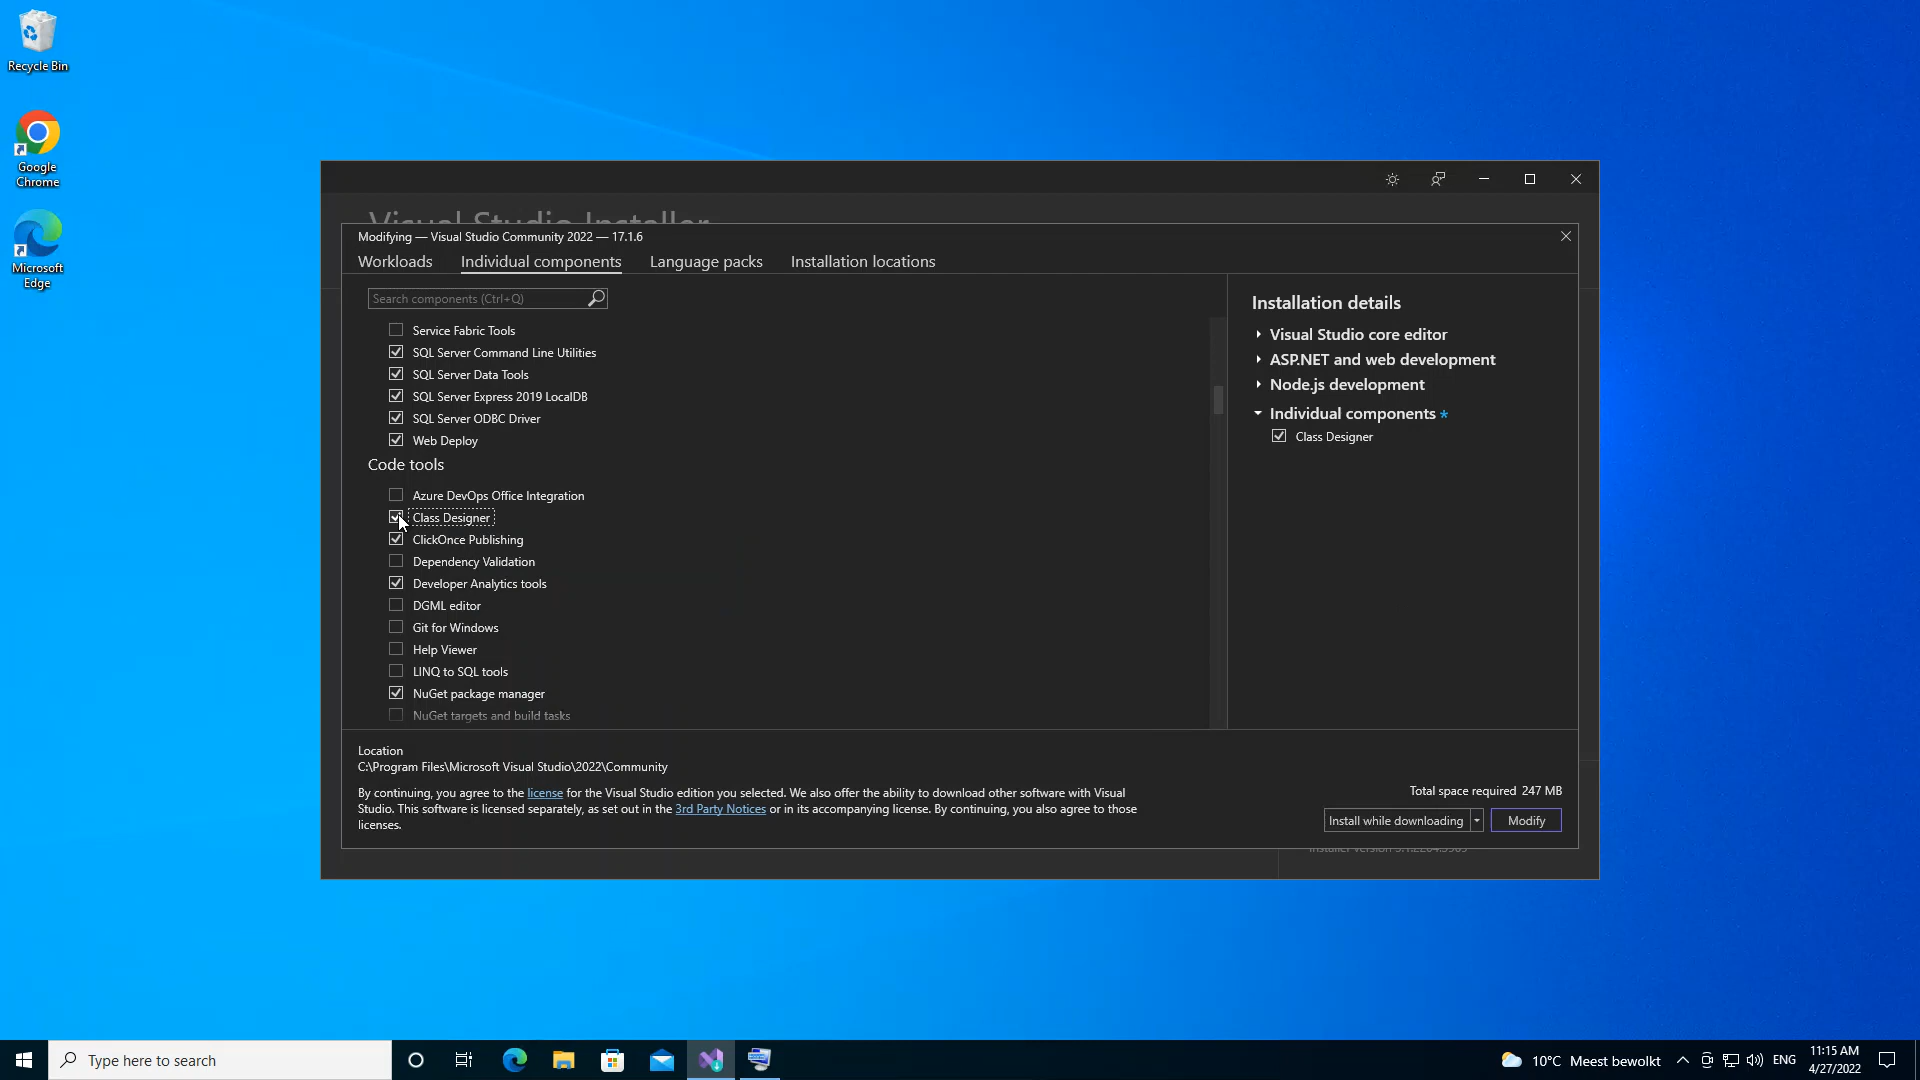 Recycle Bin
Google
Chrome
Microsoft
Edge
Visual Studio Installer
Modifying — Visual Studio Community 2022 — 17.1.6
Workloads
Individual components
Language packs
Installation locations
Search components (Ctrl+Q)
Service Fabric Tools
SQL Server Command Line Utilities
SQL Server Data Tools
SQL Server Express 2019 LocalDB
SQL Server ODBC Driver
Web Deploy
Code tools
Azure DevOps Office Integration
Class Designer
ClickOnce Publishing
Dependency Validation
Developer Analytics tools
DGML editor
Git for Windows
Help Viewer
LINQ to SQL tools
NuGet package manager
NuGet targets and build tasks
Installation details
Visual Studio core editor
ASP.NET and web development
Node.js development
Individual components *
Class Designer
Location
C:\Program Files\Microsoft Visual Studio\2022\Community
By continuing, you agree to the license for the Visual Studio edition you selected. We also offer the ability to download other software with Visual
Studio. This software is licensed separately, as set out in the 3rd Party Notices or in its accompanying license. By continuing, you also agree to those
licenses.
Total space required 247 MB
Install while downloading
Modify
Type here to search
10°C Meest bewolkt
ENG
11:15 AM
4/27/2022